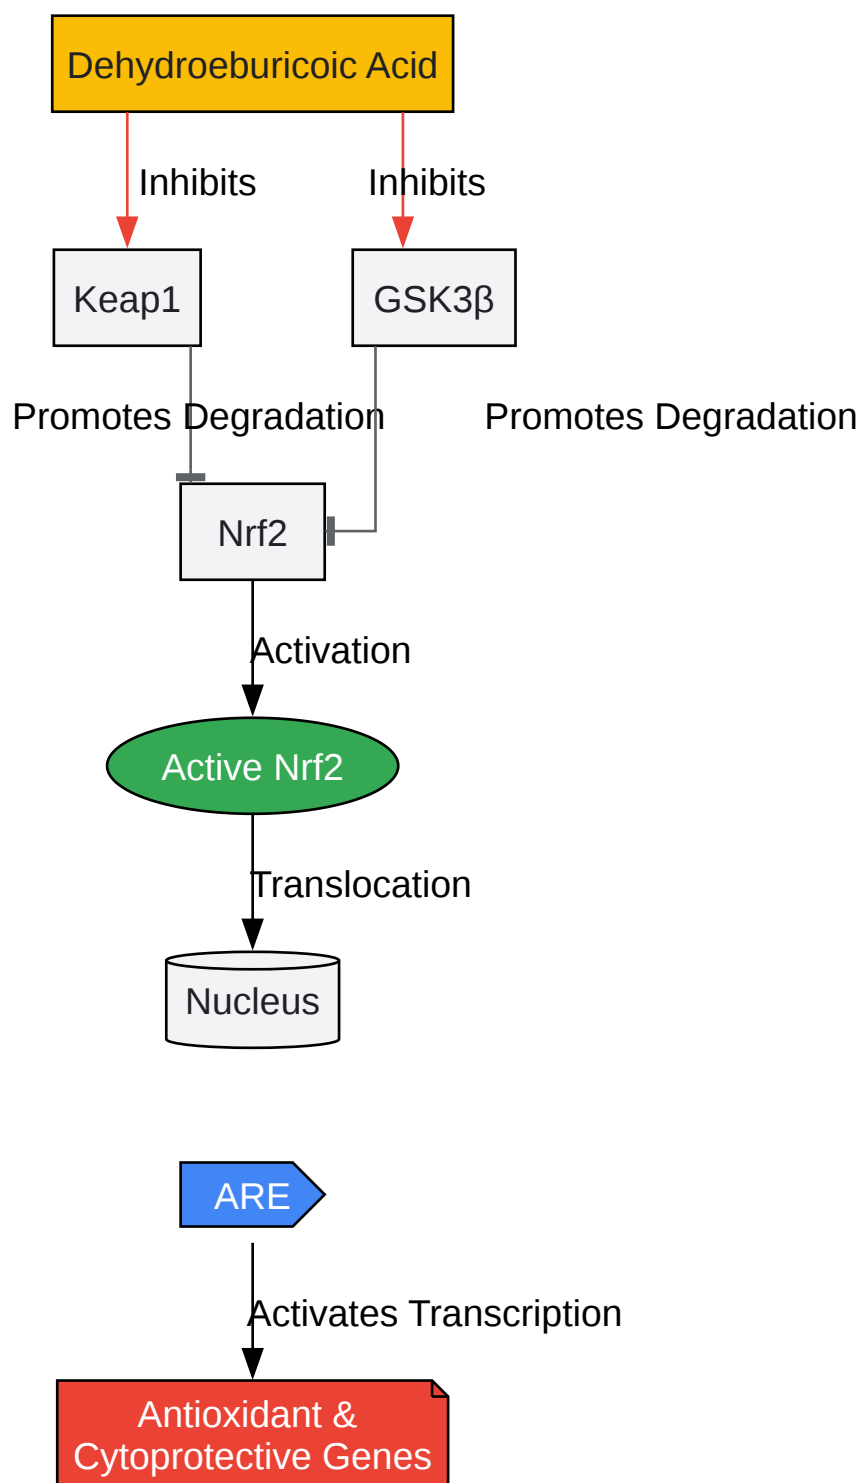 Dehydroeburicoic Acid
Inhibits
Inhibits
Keap1
GSK3β
Promotes Degradation
Promotes Degradation
Nrf2
Activation
Active Nrf2
Translocation
Nucleus
ARE
Activates Transcription
Antioxidant &
Cytoprotective Genes